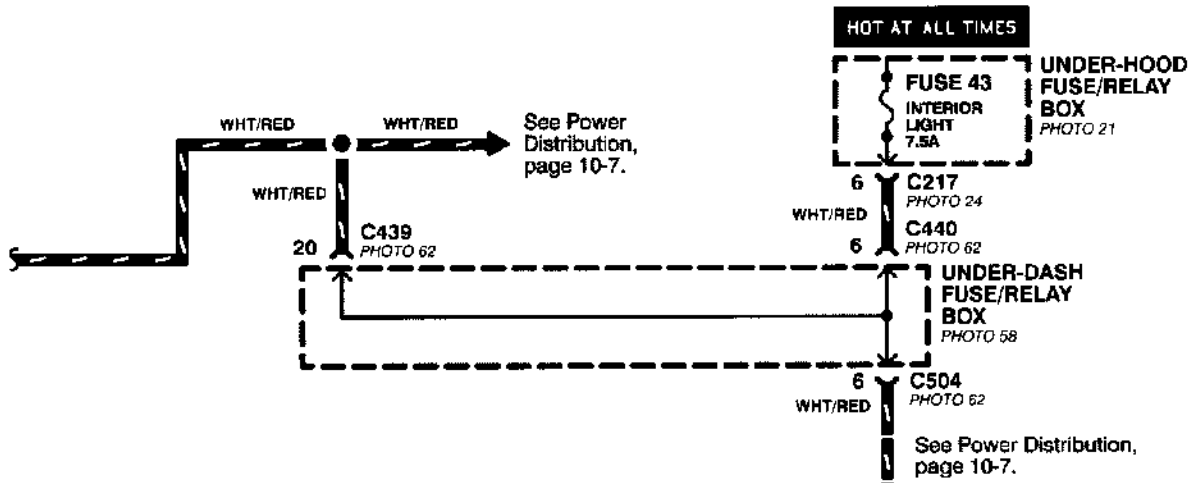 HOT AT ALL TIMES
FUSE 43
INTERIOR
LIGHT
7.5A
UNDER-HOOD
FUSE/RELAY
BOX
PHOTO 21
WHT/RED
WHT/RED
See Power
Distribution,
page 10-7.
WHT/RED
20
C439
PHOTO 62
6
C217
PHOTO 24
WHT/RED
6
C440
PHOTO 62
UNDER-DASH
FUSE/RELAY
BOX
PHOTO 58
6
C504
PHOTO 62
WHT/RED
See Power Distribution,
page 10-7.